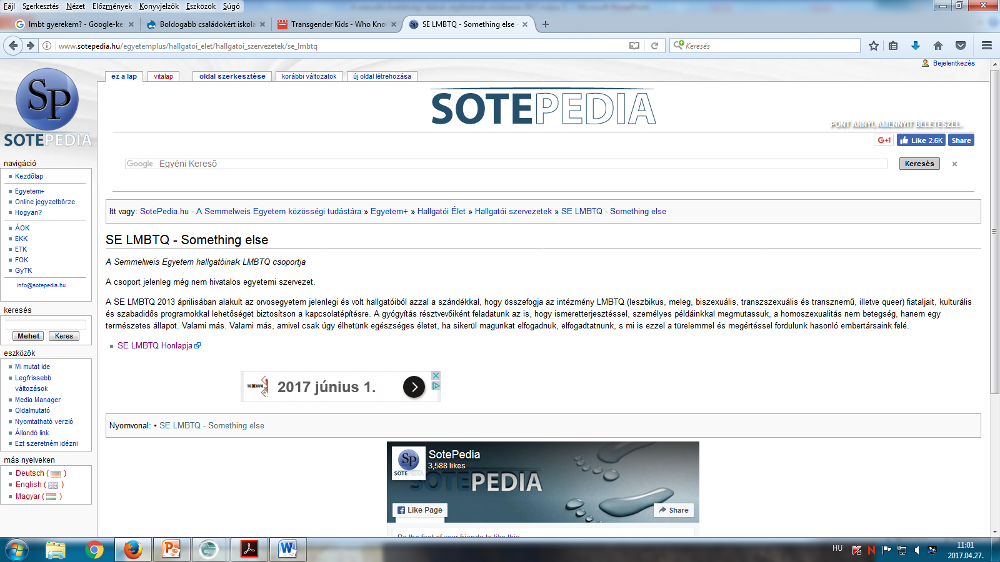 Fájl Szerkesztés Nézet Előzmények Könyvjelzők Eszközök Súgó
lmbt gyerekem? - Google-ke
Boldogabb családokért iskola
Transgender Kids - Who Kno
SE LMBTQ - Something else -
www.sotepedia.hu/egyetemplus/hallgatoi_elet/hallgatoi_szervezetek/se_lmbtq
Keresés
Bejelentkezés
Sp
SOTEPEDIA
ez a lap
vitalap
oldal szerkesztése
korábbi változatok
új oldal létrehozása
SOTEPEDIA
PONT ANNYI, AMENNYIT BELETESZEL.
G+1
Like 2.6K
Share
Google Egyéni Kereső
Keresés
navigáció
Kezdőlap
Egyetem+
Online jegyzetbörze
Hogyan?
ÁOK
EKK
ETK
FOK
GyTK
info@sotepedia.hu
keresés
Mehet
Keres
eszközök
Mi mutat ide
Legfrissebb
változások
Media Manager
Oldalmutató
Nyomtatható verzió
Állandó link
Ezt szeretném idézni
más nyelveken
Deutsch ( )
English ( )
Magyar ( )
Itt vagy: SotePedia.hu - A Semmelweis Egyetem közösségi tudástára » Egyetem+ » Hallgatói Élet » Hallgatói szervezetek » SE LMBTQ - Something else
SE LMBTQ - Something else
A Semmelweis Egyetem hallgatóinak LMBTQ csoportja
A csoport jelenleg még nem hivatalos egyetemi szervezet.
A SE LMBTQ 2013 áprilisában alakult az orvosegyetem jelenlegi és volt hallgatóiból azzal a szándékkal, hogy összefogja az intézmény LMBTQ (leszbikus, meleg, biszexuális, transzszexuális és transznemű, illetve queer) fiataljait, kulturális
és szabadidős programokkal lehetőséget biztosítson a kapcsolatépítésre. A gyógyítás résztvevőiként feladatunk az is, hogy ismeretterjesztéssel, személyes példáinkkal megmutassuk, a homoszexualitás nem betegség, hanem egy
természetes állapot. Valami más. Valami más, amivel csak úgy élhetünk egészséges életet, ha sikerül magunkat elfogadnuk, elfogadtatnunk, s mi is ezzel a türelemmel és megértéssel fordulunk hasonló embertársaink felé.
SE LMBTQ Honlapja
2017 június 1.
Nyomvonal: • SE LMBTQ - Something else
Sp
SOTEPEDIA
SotePedia
3,588 likes
SOTEPEDIA
Like Page
Share
Be the first of your friends to like this
HU
11:01
2017.04.27.